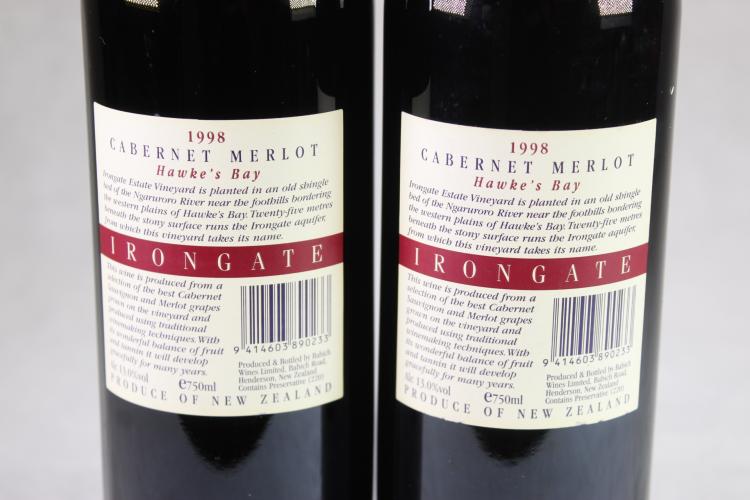 1998
CABERNET MERLOT
Hawke's Bay
Irongate Estate Vineyard is planted in an old shingle
bed of the Ngaruroro River near the foothills bordering
the western plains of Hawke's Bay. Twenty-five metres
beneath the stony surface runs the Irongate aquifer,
from which this vineyard takes its name.
IRONGATE
This wine is produced from a
selection of the best Cabernet
Sauvignon and Merlot grapes
grown on the vineyard and
produced using traditional
winemaking techniques. With
its wonderful balance of fruit
and tannin it will develop
gracefully for many years.
Alc 13.0%vol
e750ml
9 414603 890233
Produced & Bottled by Babich
Wines Limited, Babich Road,
Henderson, New Zealand
Contains Preservative (220)
PRODUCE OF NEW ZEALAND
1998
CABERNET MERLOT
Hawke's Bay
Irongate Estate Vineyard is planted in an old shingle
bed of the Ngaruroro River near the foothills bordering
the western plains of Hawke's Bay. Twenty-five metres
beneath the stony surface runs the Irongate aquifer,
from which this vineyard takes its name.
IRONGATE
This wine is produced from a
selection of the best Cabernet
Sauvignon and Merlot grapes
grown on the vineyard and
produced using traditional
winemaking techniques. With
its wonderful balance of fruit
and tannin it will develop
gracefully for many years.
Alc 13.0%vol
e750ml
9 414603 890233
Produced & Bottled by Babich
Wines Limited, Babich Road,
Henderson, New Zealand
Contains Preservative (220)
PRODUCE OF NEW ZEALAND